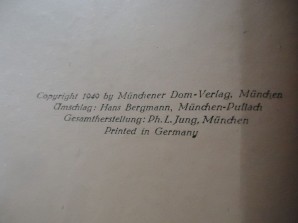 Copyright 1949 by Münchener Dom-Verlag, München
Umschlag: Hans Bergmann, München-Pullach
Gesamtherstellung: Ph. L. Jung, München
Printed in Germany